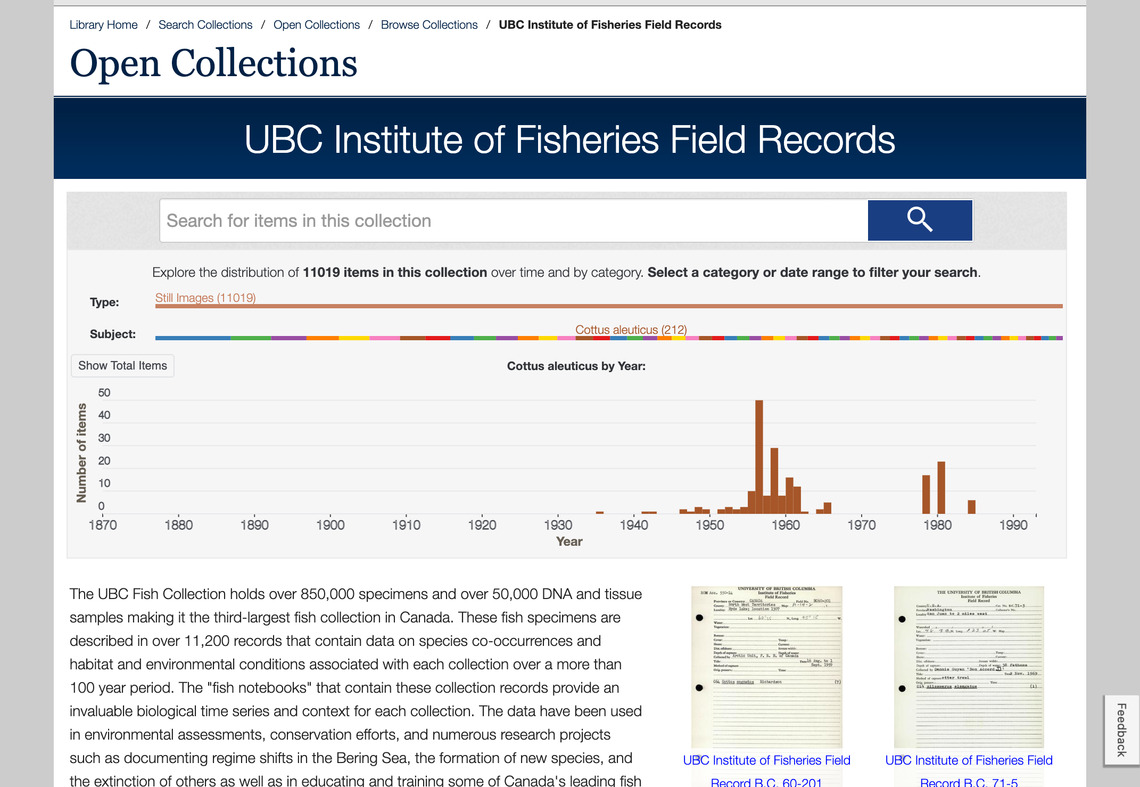 Library Home / Search Collections / Open Collections / Browse Collections / UBC Institute of Fisheries Field Records
Open Collections
UBC Institute of Fisheries Field Records
Search for items in this collection
Explore the distribution of 11019 items in this collection over time and by category. Select a category or date range to filter your search.
Type:
Still Images (11019)
Subject:
Cottus aleuticus (212)
Show Total Items
Cottus aleuticus by Year:
Number of items
50
40
30
20
10
0
1870 1880 1890 1900 1910 1920 1930 1940 1950 1960 1970 1980 1990
Year
The UBC Fish Collection holds over 850,000 specimens and over 50,000 DNA and tissue
samples making it the third-largest fish collection in Canada. These fish specimens are
described in over 11,200 records that contain data on species co-occurrences and
habitat and environmental conditions associated with each collection over a more than
100 year period. The "fish notebooks" that contain these collection records provide an
invaluable biological time series and context for each collection. The data have been used
in environmental assessments, conservation efforts, and numerous research projects
such as documenting regime shifts in the Bering Sea, the formation of new species, and
the extinction of others as well as in educating and training some of Canada's leading fish
UNIVERSITY OF BRITISH COLUMBIA
Institute of Fisheries
Field Record
UBC Institute of Fisheries Field
Record B.C. 60-201
THE UNIVERSITY OF BRITISH COLUMBIA
Institute of Fisheries
Field Record
UBC Institute of Fisheries Field
Record B.C. 71-5
Feedback